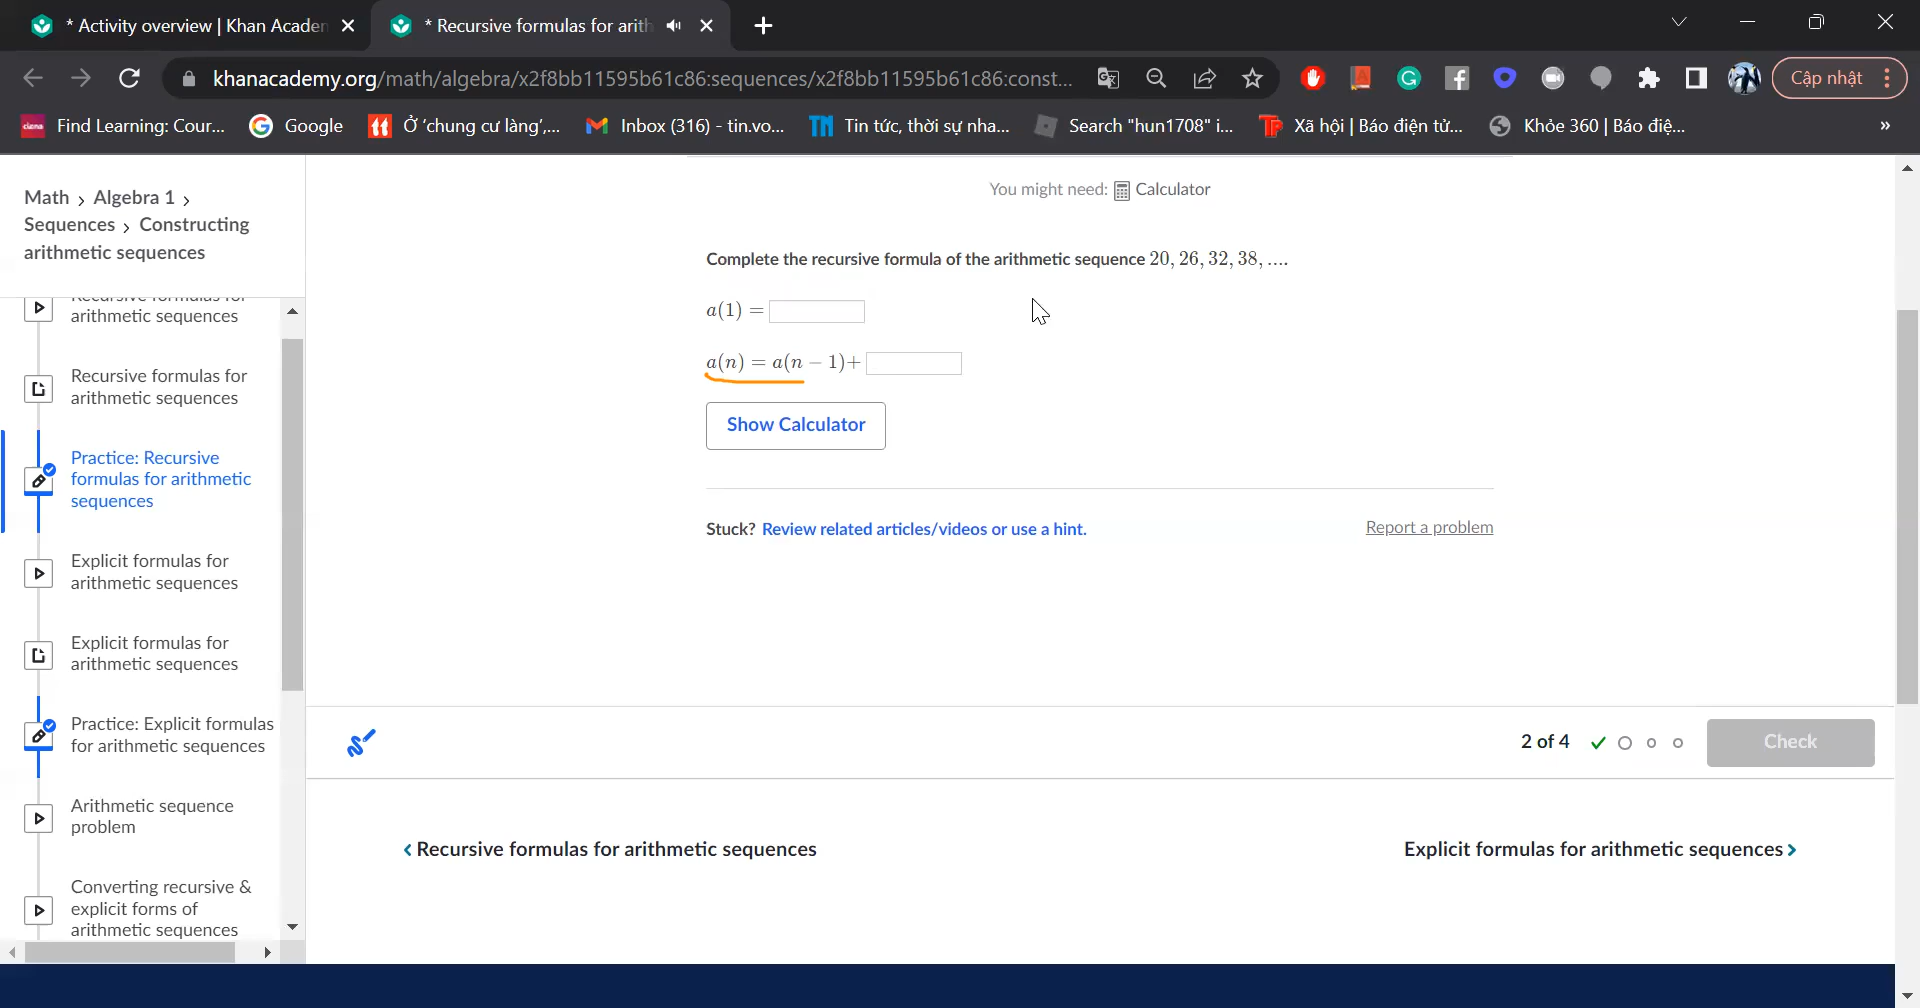 * Activity overview | Khan Academ
* Recursive formulas for arith
khanacademy.org/math/algebra/x2f8bb11595b61c86:sequences/x2f8bb11595b61c86:const...
Cập nhật
Find Learning: Cour...
Google
Ở 'chung cư làng',...
Inbox (316) - tin.vo...
Tin tức, thời sự nha...
Search "hun1708" i...
Xã hội | Báo điện tử...
Khỏe 360 | Báo điệ...
»
Math › Algebra 1 ›
Sequences › Constructing
arithmetic sequences
Recursive formulas for
arithmetic sequences
Recursive formulas for
arithmetic sequences
Practice: Recursive
formulas for arithmetic
sequences
Explicit formulas for
arithmetic sequences
Explicit formulas for
arithmetic sequences
Practice: Explicit formulas
for arithmetic sequences
Arithmetic sequence
problem
Converting recursive &
explicit forms of
arithmetic sequences
You might need: Calculator
Complete the recursive formula of the arithmetic sequence 20, 26, 32, 38, ....
a(1) =
a(n) = a(n − 1)+
Show Calculator
Stuck? Review related articles/videos or use a hint.
Report a problem
2 of 4
Check
‹ Recursive formulas for arithmetic sequences
Explicit formulas for arithmetic sequences ›